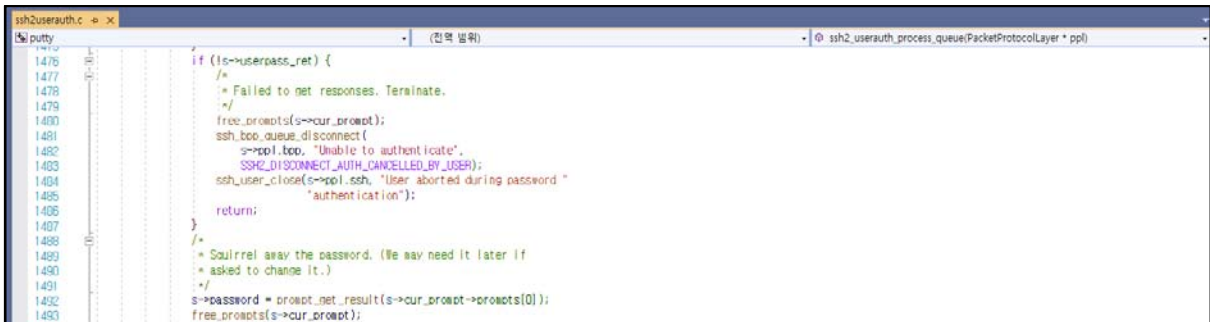 ssh2userauth.c
putty (전역 범위) ssh2_userauth_process_queue(PacketProtocolLayer * ppl)
1475 }
1476 if (!s->userpass_ret) {
1477 /*
1478 * Failed to get responses. Terminate.
1479 */
1480 free_prompts(s->cur_prompt);
1481 ssh_bpp_queue_disconnect(
1482 s->ppl.bpp, "Unable to authenticate",
1483 SSH2_DISCONNECT_AUTH_CANCELLED_BY_USER);
1484 ssh_user_close(s->ppl.ssh, "User aborted during password "
1485 "authentication");
1486 return;
1487 }
1488 /*
1489 * Squirrel away the password. (We may need it later if
1490 * asked to change it.)
1491 */
1492 s->password = prompt_get_result(s->cur_prompt->prompts[0]);
1493 free_prompts(s->cur_prompt);